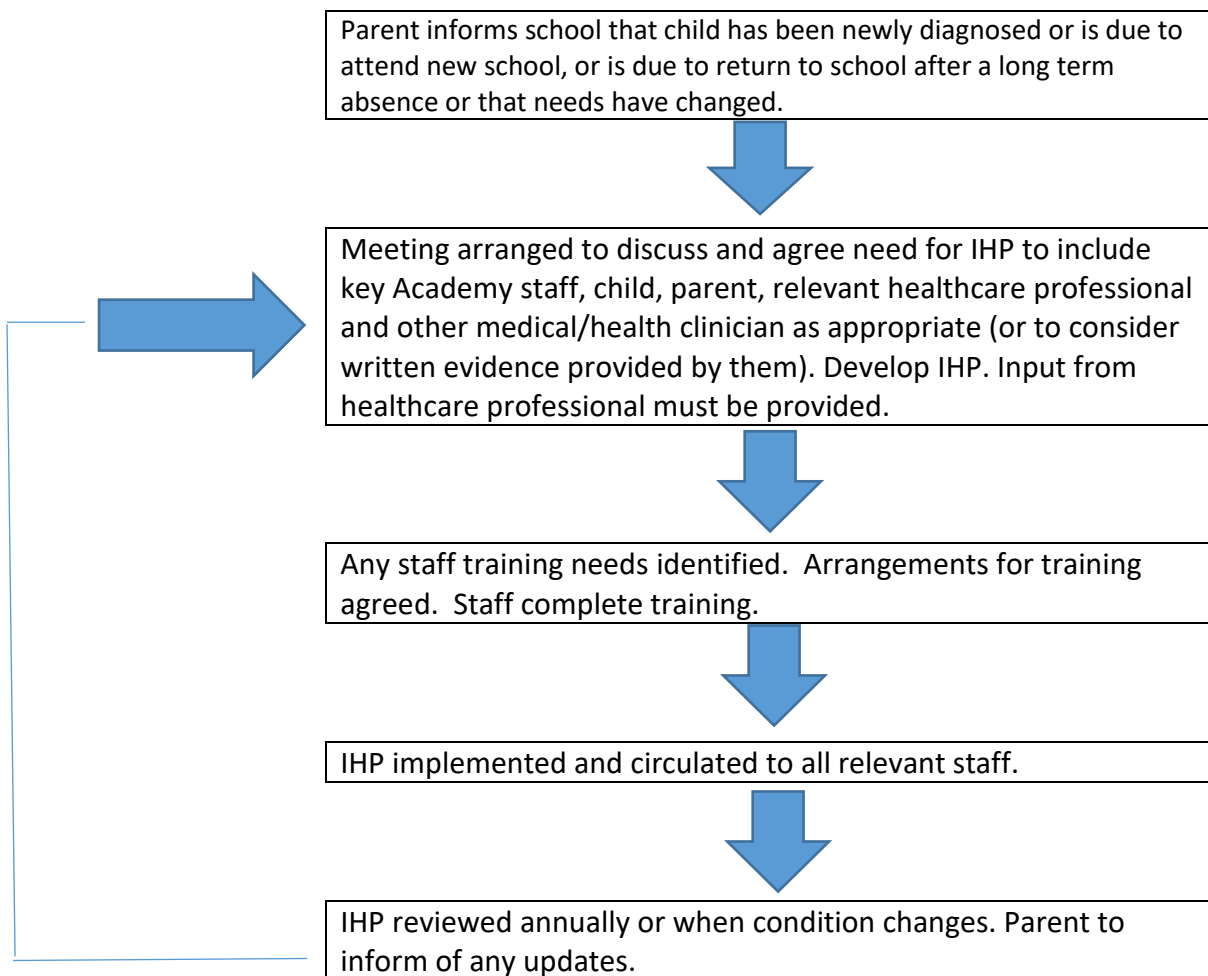 Parent informs school that child has been newly diagnosed or is due to
attend new school, or is due to return to school after a long term
absence or that needs have changed.
Meeting arranged to discuss and agree need for IHP to include
key Academy staff, child, parent, relevant healthcare professional
and other medical/health clinician as appropriate (or to consider
written evidence provided by them). Develop IHP. Input from
healthcare professional must be provided.
Any staff training needs identified.  Arrangements for training
agreed.  Staff complete training.
IHP implemented and circulated to all relevant staff.
IHP reviewed annually or when condition changes. Parent to
inform of any updates.